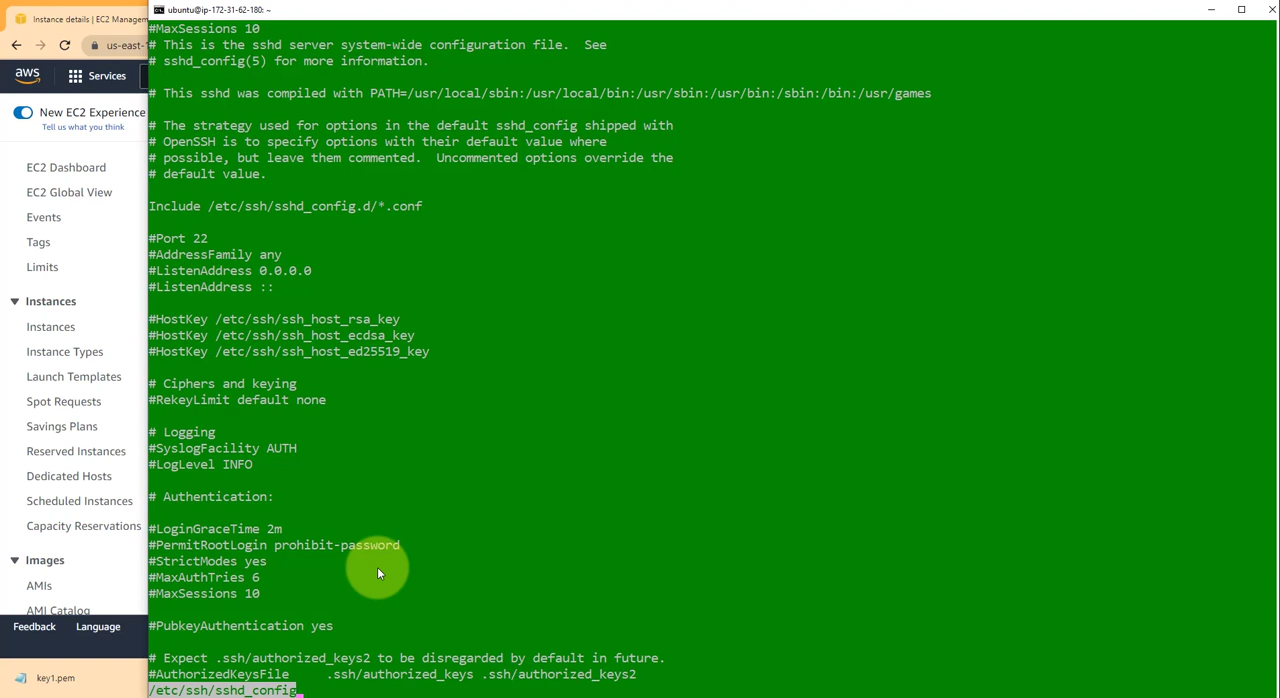 Instance details | EC2 Managem
us-east-
aws
Services
New EC2 Experience
Tell us what you think
EC2 Dashboard
EC2 Global View
Events
Tags
Limits
Instances
Instances
Instance Types
Launch Templates
Spot Requests
Savings Plans
Reserved Instances
Dedicated Hosts
Scheduled Instances
Capacity Reservations
Images
AMIs
AMI Catalog
Feedback Language
key1.pem
ubuntu@ip-172-31-62-180: ~
#MaxSessions 10
# This is the sshd server system-wide configuration file.  See
# sshd_config(5) for more information.
# This sshd was compiled with PATH=/usr/local/sbin:/usr/local/bin:/usr/sbin:/usr/bin:/sbin:/bin:/usr/games
# The strategy used for options in the default sshd_config shipped with
# OpenSSH is to specify options with their default value where
# possible, but leave them commented.  Uncommented options override the
# default value.
Include /etc/ssh/sshd_config.d/*.conf
#Port 22
#AddressFamily any
#ListenAddress 0.0.0.0
#ListenAddress ::
#HostKey /etc/ssh/ssh_host_rsa_key
#HostKey /etc/ssh/ssh_host_ecdsa_key
#HostKey /etc/ssh/ssh_host_ed25519_key
# Ciphers and keying
#RekeyLimit default none
# Logging
#SyslogFacility AUTH
#LogLevel INFO
# Authentication:
#LoginGraceTime 2m
#PermitRootLogin prohibit-password
#StrictModes yes
#MaxAuthTries 6
#MaxSessions 10
#PubkeyAuthentication yes
# Expect .ssh/authorized_keys2 to be disregarded by default in future.
#AuthorizedKeysFile     .ssh/authorized_keys .ssh/authorized_keys2
/etc/ssh/sshd_config